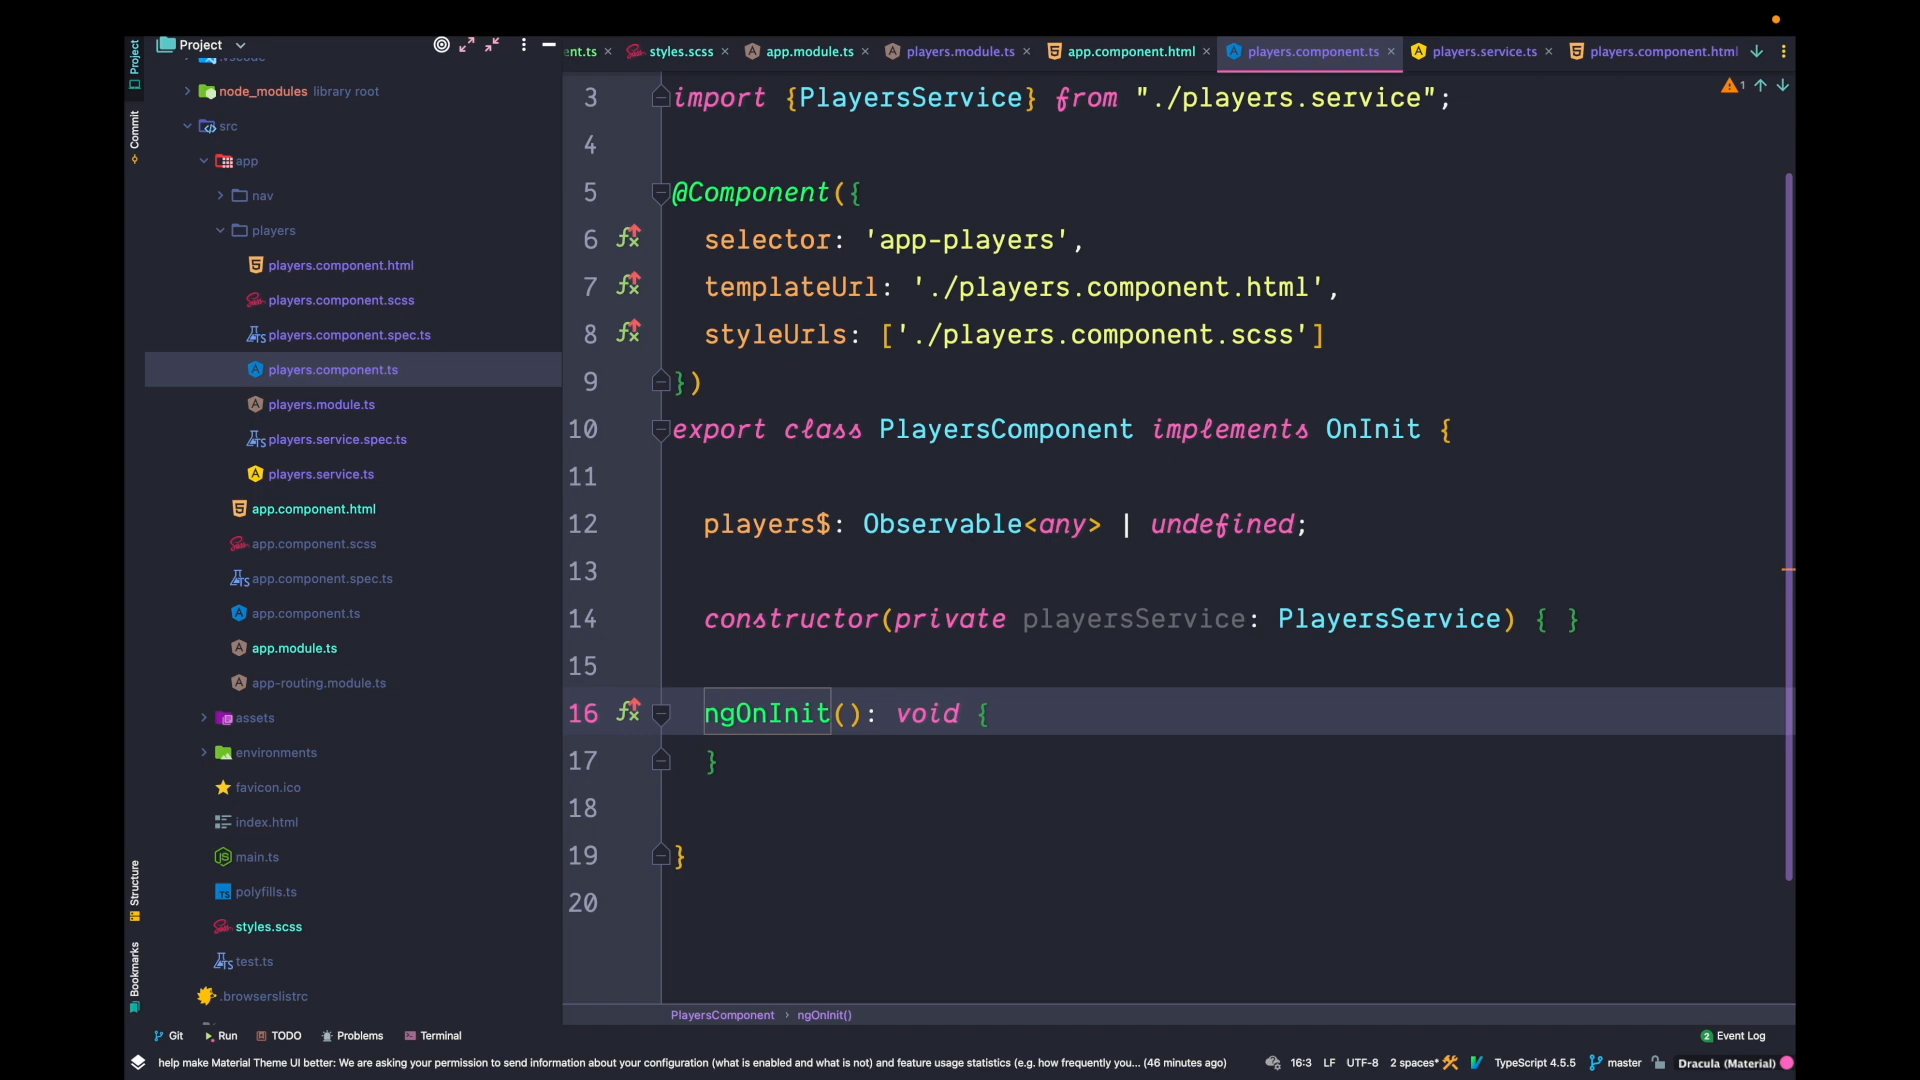 Project
ent.ts
styles.scss
app.module.ts
players.module.ts
app.component.html
players.component.ts
players.service.ts
players.component.html
Project
Commit
Structure
Bookmarks
.vscode
node_modules library root
src
app
nav
players
players.component.html
players.component.scss
players.component.spec.ts
players.component.ts
players.module.ts
players.service.spec.ts
players.service.ts
app.component.html
app.component.scss
app.component.spec.ts
app.component.ts
app.module.ts
app-routing.module.ts
assets
environments
favicon.ico
index.html
main.ts
polyfills.ts
styles.scss
test.ts
.browserslistrc
1
3 import {PlayersService} from "./players.service";
4
5 @Component({
6 selector: 'app-players',
7 templateUrl: './players.component.html',
8 styleUrls: ['./players.component.scss']
9 })
10 export class PlayersComponent implements OnInit {
11
12 players$: Observable<any> | undefined;
13
14 constructor(private playersService: PlayersService) { }
15
16 ngOnInit(): void {
17 }
18
19 }
20
PlayersComponent › ngOnInit()
Git Run TODO Problems Terminal
2 Event Log
help make Material Theme UI better: We are asking your permission to send information about your configuration (what is enabled and what is not) and feature usage statistics (e.g. how frequently you... (46 minutes ago)
16:3 LF UTF-8 2 spaces* TypeScript 4.5.5 master Dracula (Material)